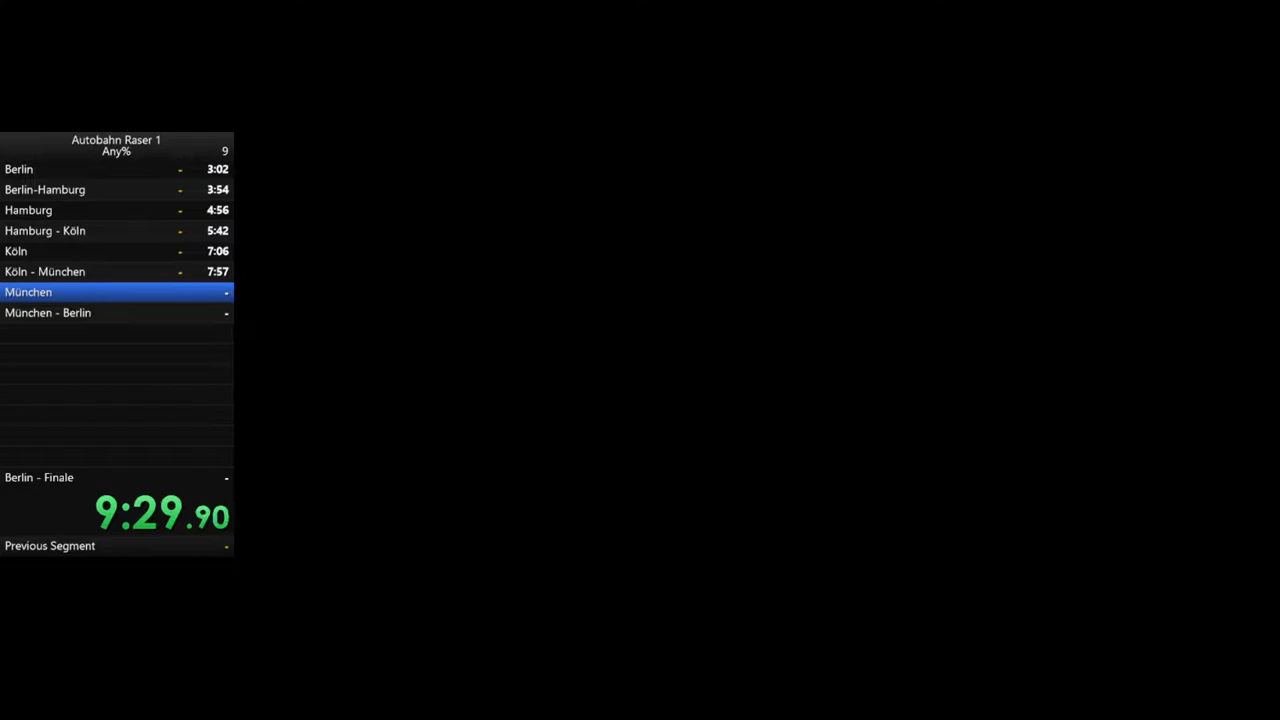 Autobahn Raser 1
Any% 9
Berlin - 3:02
Berlin-Hamburg - 3:54
Hamburg - 4:56
Hamburg - Köln - 5:42
Köln - 7:06
Köln - München - 7:57
München -
München - Berlin -
Berlin - Finale -
9:29.90
Previous Segment -